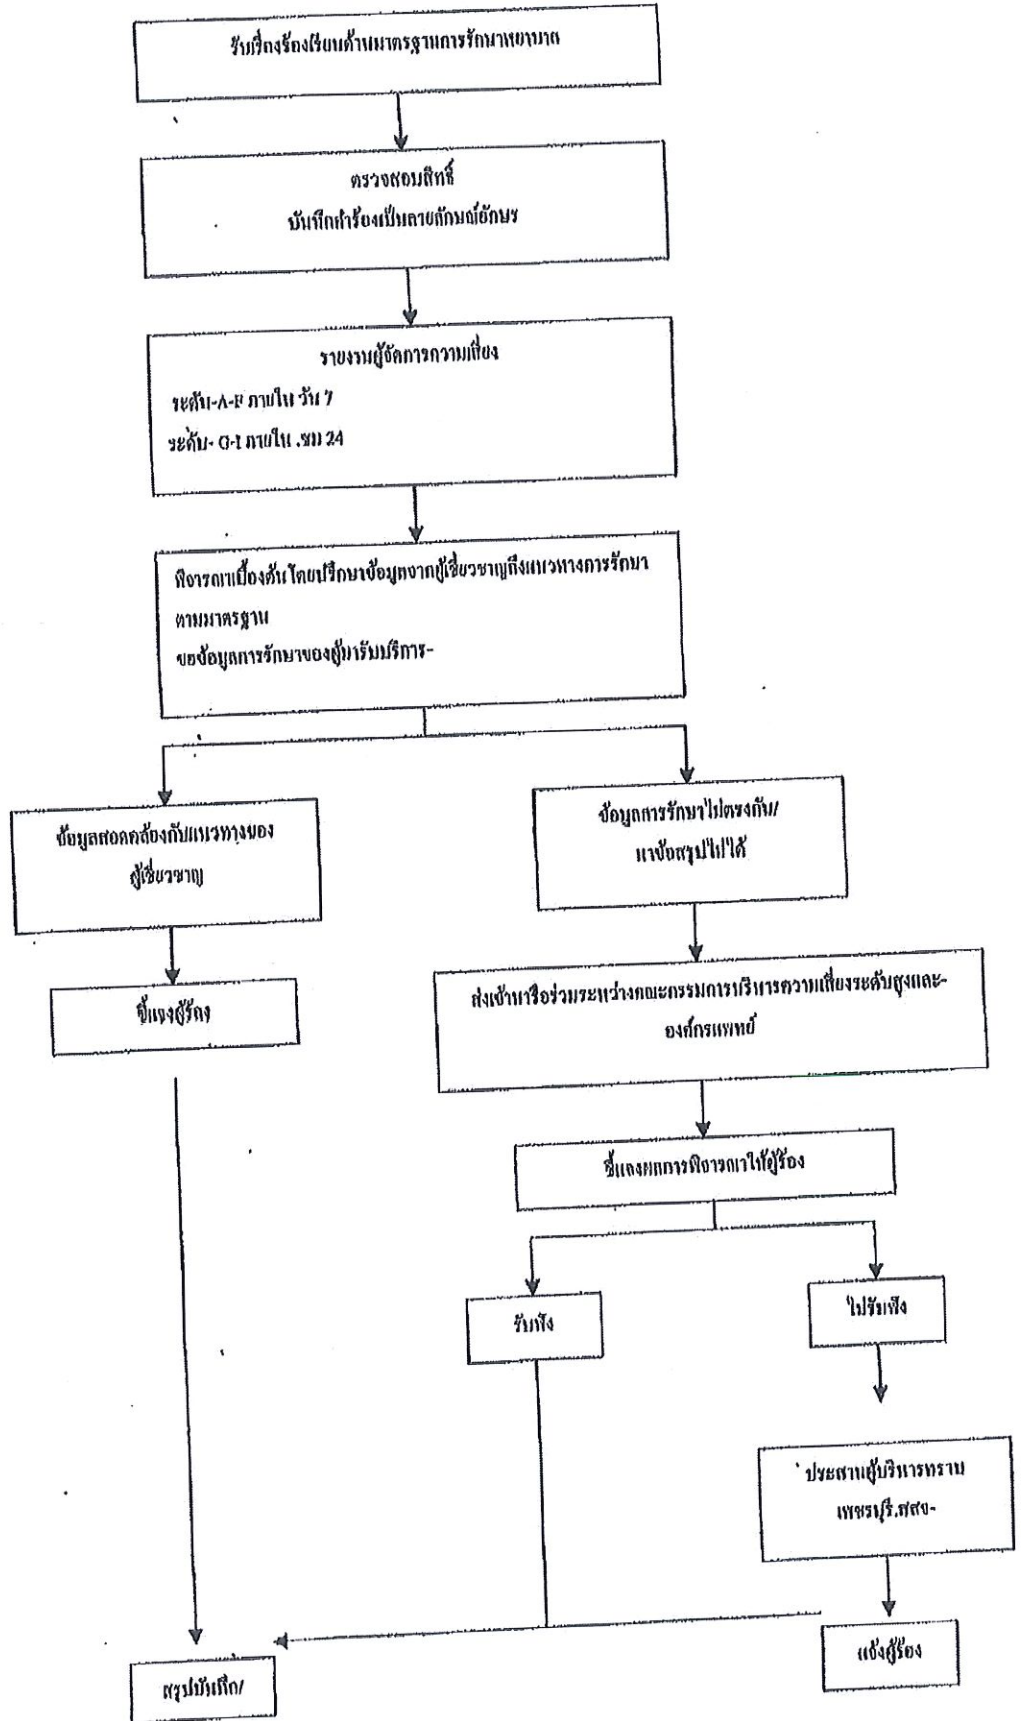 รับเรื่องร้องเรียนด้านมาตรฐานการรักษาพยาบาล
ตรวจสอบสิทธิ์
บันทึกคำร้องเป็นลายลักษณ์อักษร
รายงานผู้จัดการความเสี่ยง
ระดับ-A-F ภายใน วัน 7
ระดับ- G-I ภายใน .ชม 24
พิจารณาเบื้องต้น โดยปรึกษาข้อมูลจากผู้เชี่ยวชาญถึงแนวทางการรักษา
ตามมาตรฐาน
ขอข้อมูลการรักษาของผู้มารับบริการ-
ข้อมูลสอดคล้องกับแนวทางของ
ผู้เชี่ยวชาญ
ข้อมูลการรักษาไม่ตรงกัน/
หาข้อสรุปไม่ได้
ชี้แจงผู้ร้อง
ส่งเข้าหารือร่วมระหว่างคณะกรรมการบริหารความเสี่ยงระดับสูงและ-
องค์กรแพทย์
ชี้แจงผลการพิจารณาให้ผู้ร้อง
รับฟัง
ไม่รับฟัง
ประสานผู้บริหารทราบ
เพชรบุรี.สสจ-
แจ้งผู้ร้อง
สรุปบันทึก/